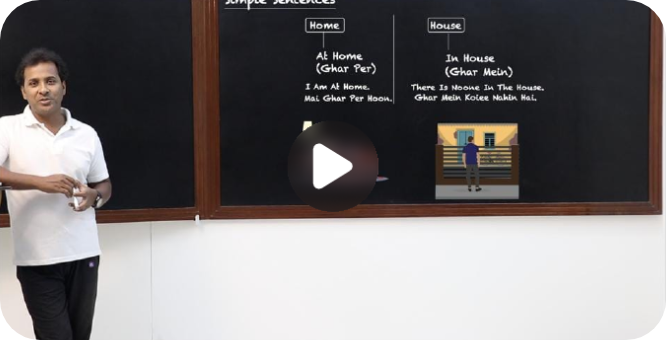 Simple Sentences
Home
At Home
(Ghar Per)
I Am At Home.
Mai Ghar Per Hoon.
House
In House
(Ghar Mein)
There Is Noone In The House.
Ghar Mein Koiee Nahin Hai.